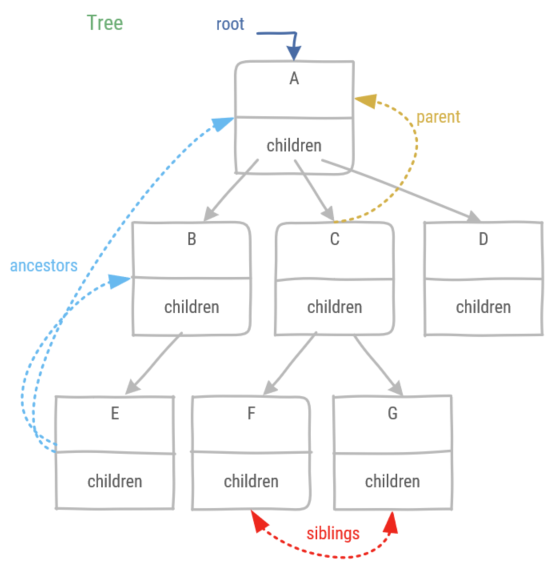 Tree
root
A
children
parent
B
C
D
ancestors
children
children
children
E
F
G
children
children
children
siblings